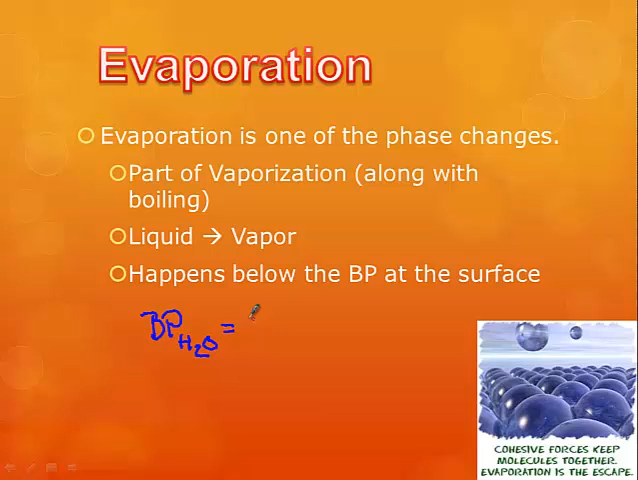 Evaporation
Evaporation is one of the phase changes.
Part of Vaporization (along with
boiling)
Liquid → Vapor
Happens below the BP at the surface
BP H₂O =
COHESIVE FORCES KEEP
MOLECULES TOGETHER.
EVAPORATION IS THE ESCAPE.